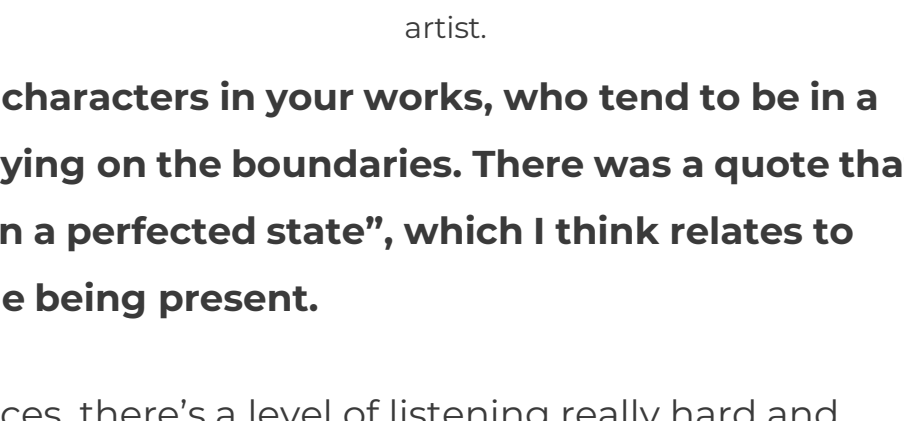 artist.
characters in your works, who tend to be in a
ying on the boundaries. There was a quote tha
n a perfected state”, which I think relates to
e being present.
ces, there’s a level of listening really hard and